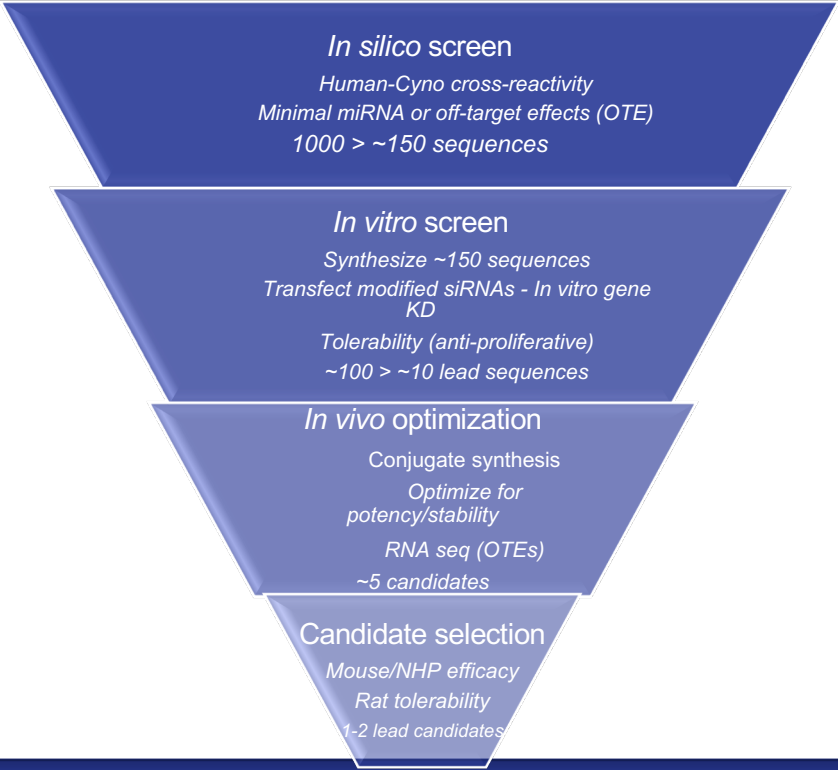 In silico screen
Human-Cyno cross-reactivity
Minimal miRNA or off-target effects (OTE)
1000 > ~150 sequences
In vitro screen
Synthesize ~150 sequences
Transfect modified siRNAs - In vitro gene
KD
Tolerability (anti-proliferative)
~100 > ~10 lead sequences
In vivo optimization
Conjugate synthesis
Optimize for
potency/stability
RNA seq (OTEs)
~5 candidates
Candidate selection
Mouse/NHP efficacy
Rat tolerability
1-2 lead candidates